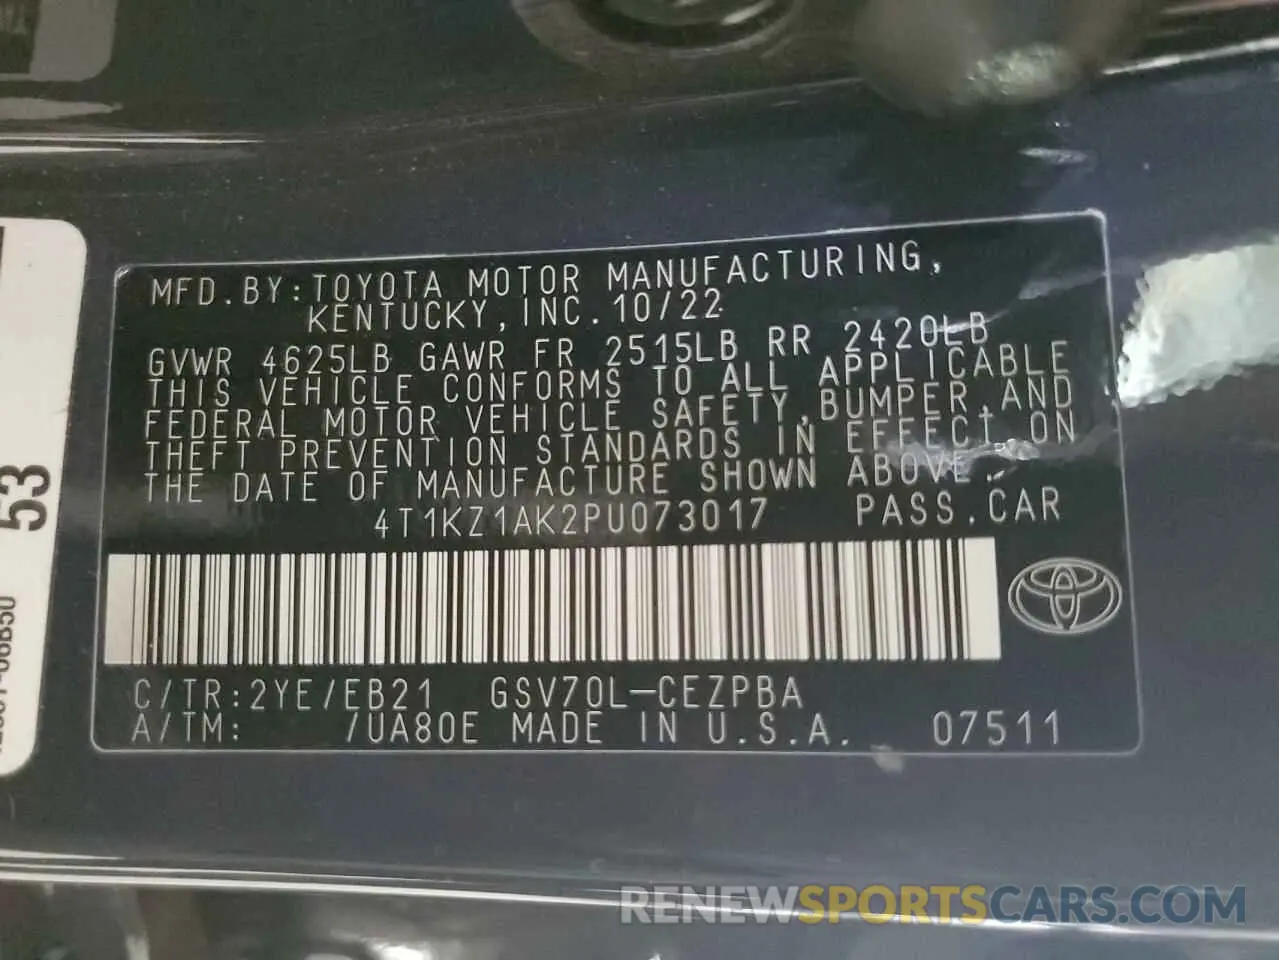 MFD.BY:TOYOTA MOTOR MANUFACTURING,
KENTUCKY,INC.10/22
GVWR 4625LB GAWR FR 2515LB RR 2420LB
THIS VEHICLE CONFORMS TO ALL APPLICABLE
FEDERAL MOTOR VEHICLE SAFETY,BUMPER,AND
THEFT PREVENTION STANDARDS IN EFFECT ON
THE DATE OF MANUFACTURE SHOWN ABOVE.
4T1KZ1AK2PU073017 PASS.CAR
C/TR:2YE/EB21 GSV70L-CEZPBA
A/TM: /UA80E MADE IN U.S.A. 07511
53
RENEWSPORTSCARS.COM